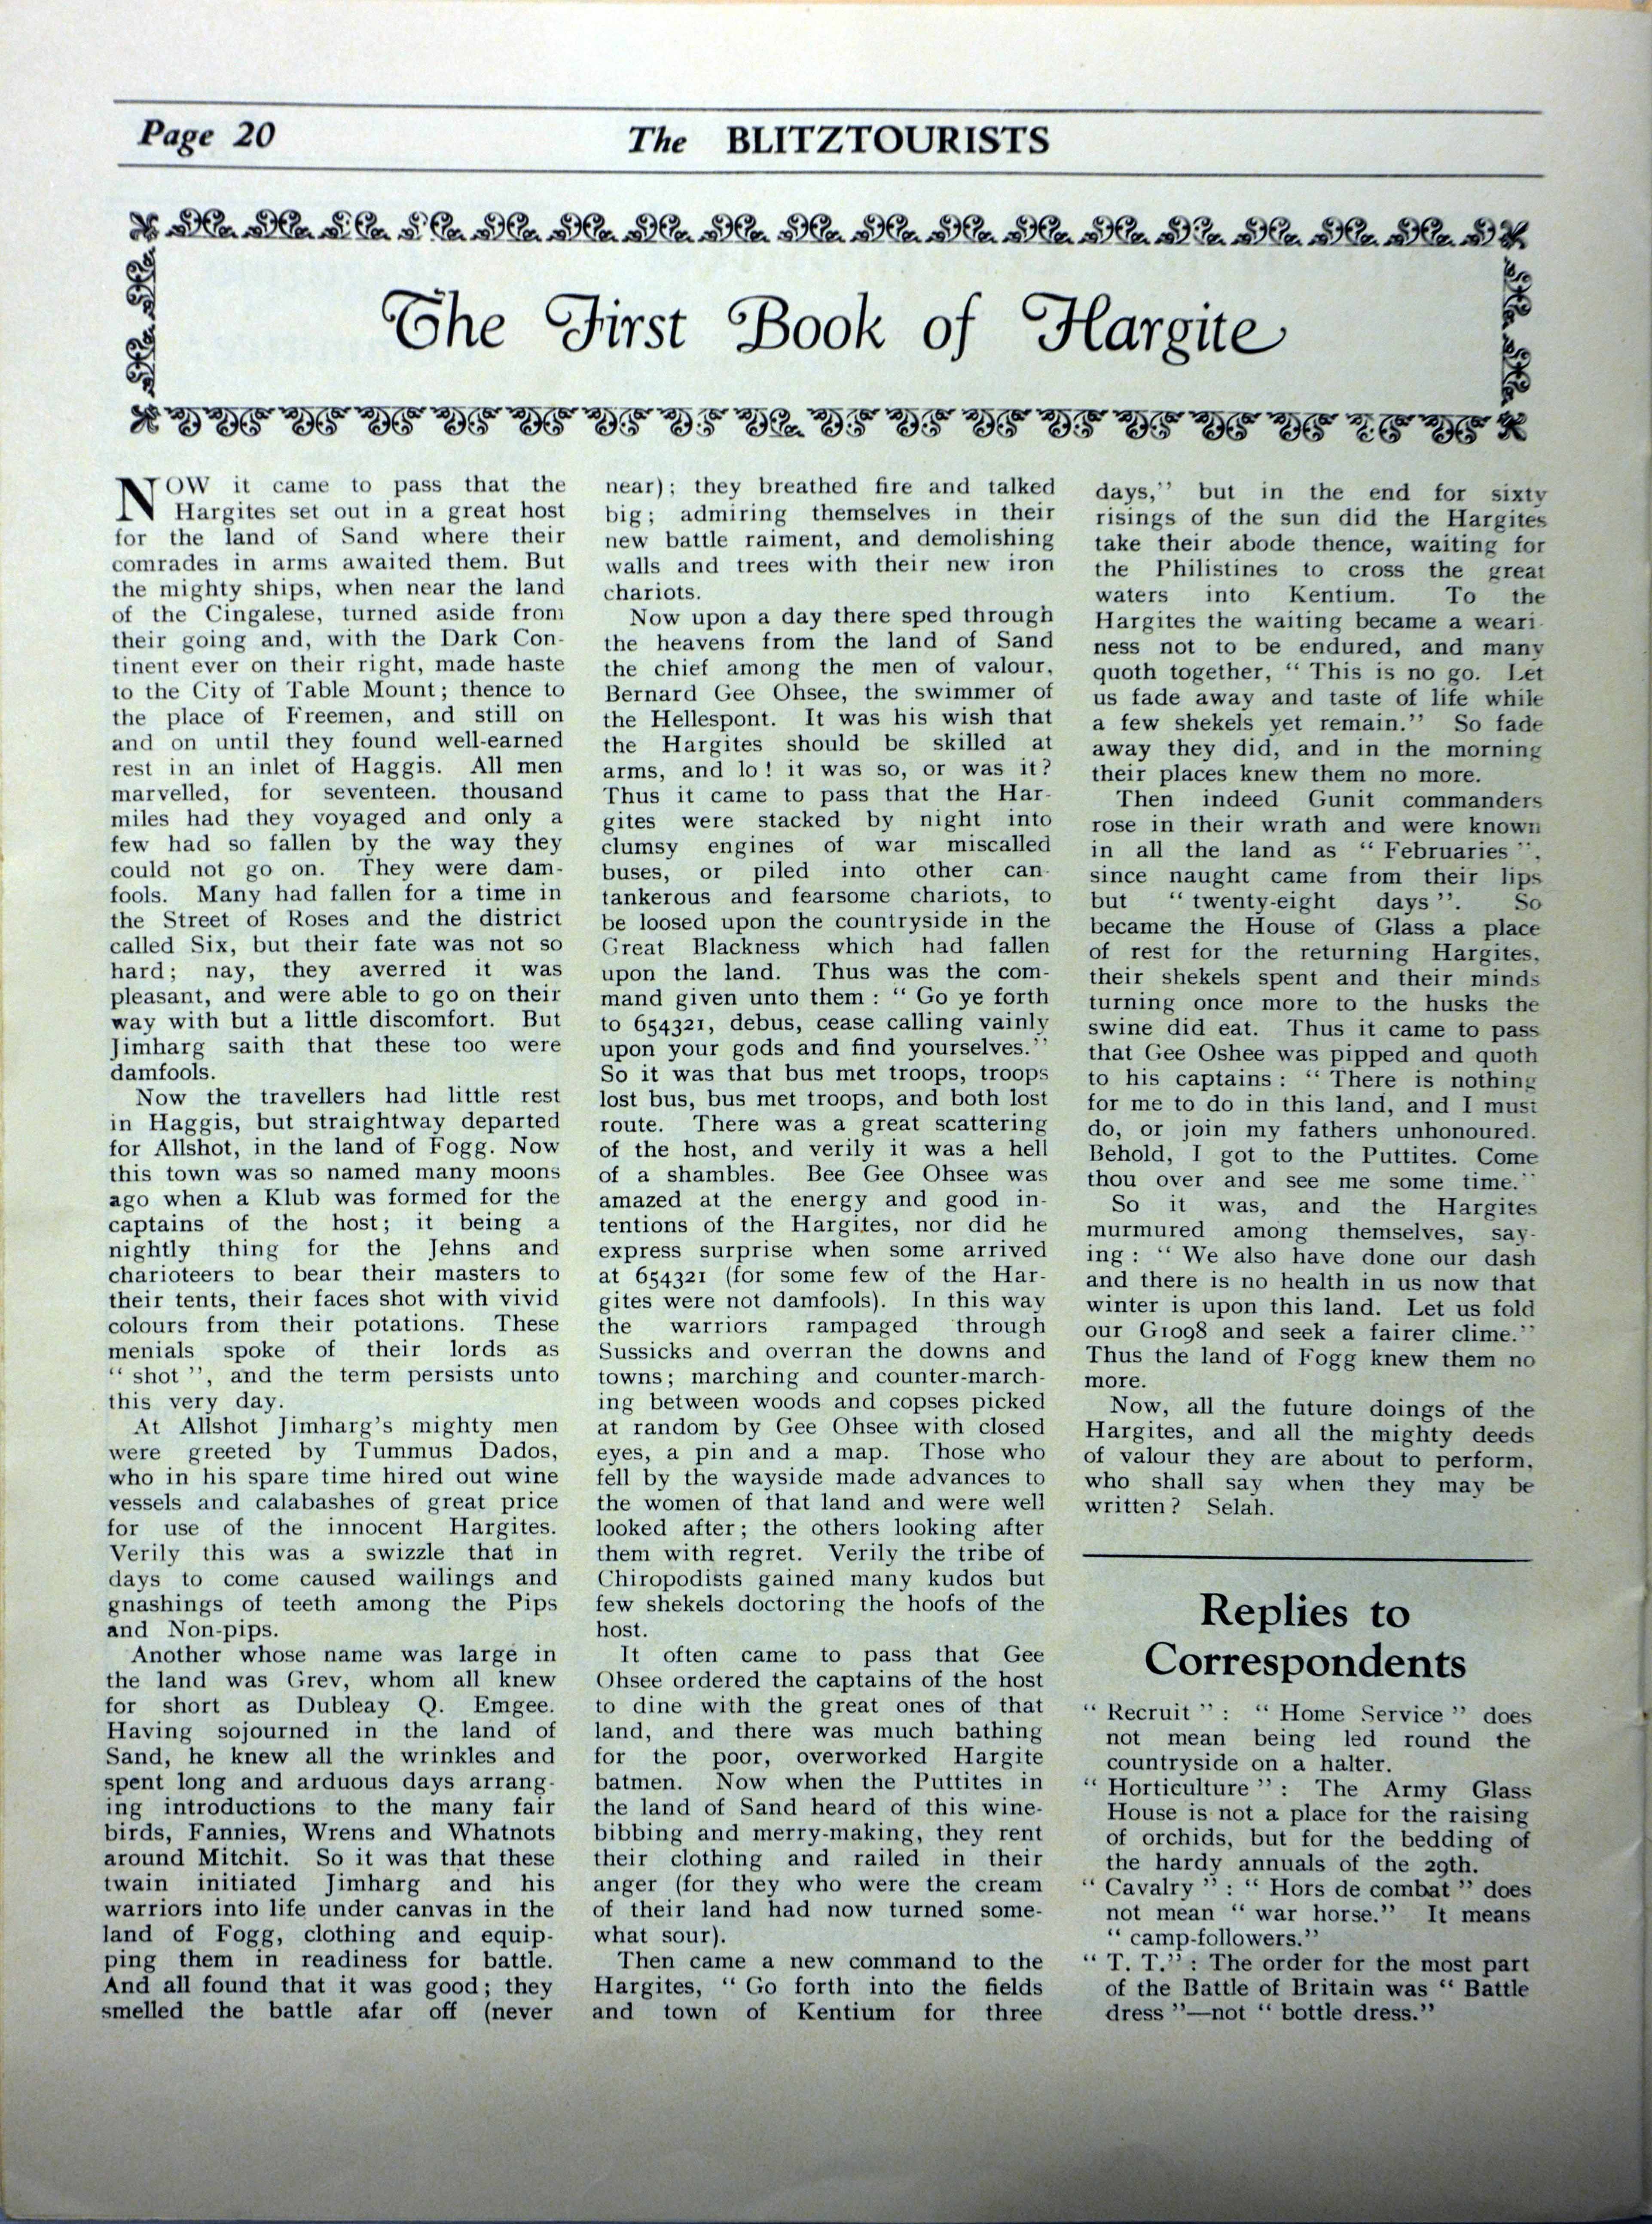 Page 20
The BLITZTOURISTS
The First Book of Hargite
NOW it came to pass that the
Hargites set out in a great host
for the land of Sand where their
comrades in arms awaited them. But
the mighty ships, when near the land
of the Cingalese, turned aside from
their going and, with the Dark Con-
tinent ever on their right, made haste
to the City of Table Mount; thence to
the place of Freemen, and still on
and on until they found well-earned
rest in an inlet of Haggis. All men
marvelled, for seventeen. thousand
miles had they voyaged and only a
few had so fallen by the way they
could not go on. They were dam-
fools. Many had fallen for a time in
the Street of Roses and the district
called Six, but their fate was not so
hard; nay, they averred it was
pleasant, and were able to go on their
way with but a little discomfort. But
Jimharg saith that these too were
damfools.
Now the travellers had little rest
in Haggis, but straightway departed
for Allshot, in the land of Fogg. Now
this town was so named many moons
ago when a Klub was formed for the
captains of the host; it being a
nightly thing for the Jehns and
charioteers to bear their masters to
their tents, their faces shot with vivid
colours from their potations. These
menials spoke of their lords as
“ shot ”, and the term persists unto
this very day.
At Allshot Jimharg's mighty men
were greeted by Tummus Dados,
who in his spare time hired out wine
vessels and calabashes of great price
for use of the innocent Hargites.
Verily this was a swizzle that in
days to come caused wailings and
gnashings of teeth among the Pips
and Non-pips.
Another whose name was large in
the land was Grev, whom all knew
for short as Dubleay Q. Emgee.
Having sojourned in the land of
Sand, he knew all the wrinkles and
spent long and arduous days arrang-
ing introductions to the many fair
birds, Fannies, Wrens and Whatnots
around Mitchit. So it was that these
twain initiated Jimharg and his
warriors into life under canvas in the
land of Fogg, clothing and equip-
ping them in readiness for battle.
And all found that it was good; they
smelled the battle afar off (never
near); they breathed fire and talked
big; admiring themselves in their
new battle raiment, and demolishing
walls and trees with their new iron
chariots.
Now upon a day there sped through
the heavens from the land of Sand
the chief among the men of valour,
Bernard Gee Ohsee, the swimmer of
the Hellespont. It was his wish that
the Hargites should be skilled at
arms, and lo! it was so, or was it?
Thus it came to pass that the Har-
gites were stacked by night into
clumsy engines of war miscalled
buses, or piled into other can-
tankerous and fearsome chariots, to
be loosed upon the countryside in the
Great Blackness which had fallen
upon the land. Thus was the com-
mand given unto them : “ Go ye forth
to 654321, debus, cease calling vainly
upon your gods and find yourselves.”
So it was that bus met troops, troops
lost bus, bus met troops, and both lost
route. There was a great scattering
of the host, and verily it was a hell
of a shambles. Bee Gee Ohsee was
amazed at the energy and good in-
tentions of the Hargites, nor did he
express surprise when some arrived
at 654321 (for some few of the Har-
gites were not damfools). In this way
the warriors rampaged through
Sussicks and overran the downs and
towns; marching and counter-march-
ing between woods and copses picked
at random by Gee Ohsee with closed
eyes, a pin and a map. Those who
fell by the wayside made advances to
the women of that land and were well
looked after; the others looking after
them with regret. Verily the tribe of
Chiropodists gained many kudos but
few shekels doctoring the hoofs of the
host.
It often came to pass that Gee
Ohsee ordered the captains of the host
to dine with the great ones of that
land, and there was much bathing
for the poor, overworked Hargite
batmen. Now when the Puttites in
the land of Sand heard of this wine-
bibbing and merry-making, they rent
their clothing and railed in their
anger (for they who were the cream
of their land had now turned some-
what sour).
Then came a new command to the
Hargites, “ Go forth into the fields
and town of Kentium for three
days,” but in the end for sixty
risings of the sun did the Hargites
take their abode thence, waiting for
the Philistines to cross the great
waters into Kentium. To the
Hargites the waiting became a weari-
ness not to be endured, and many
quoth together, “ This is no go. Let
us fade away and taste of life while
a few shekels yet remain.” So fade
away they did, and in the morning
their places knew them no more.
Then indeed Gunit commanders
rose in their wrath and were known
in all the land as “ Februaries ”,
since naught came from their lips
but “ twenty-eight days ”. So
became the House of Glass a place
of rest for the returning Hargites,
their shekels spent and their minds
turning once more to the husks the
swine did eat. Thus it came to pass
that Gee Oshee was pipped and quoth
to his captains : “ There is nothing
for me to do in this land, and I must
do, or join my fathers unhonoured.
Behold, I got to the Puttites. Come
thou over and see me some time.”
So it was, and the Hargites
murmured among themselves, say-
ing : “ We also have done our dash
and there is no health in us now that
winter is upon this land. Let us fold
our G1098 and seek a fairer clime.”
Thus the land of Fogg knew them no
more.
Now, all the future doings of the
Hargites, and all the mighty deeds
of valour they are about to perform,
who shall say when they may be
written? Selah.
Replies to
Correspondents
“ Recruit ” : “ Home Service ” does
not mean being led round the
countryside on a halter.
“ Horticulture ” : The Army Glass
House is not a place for the raising
of orchids, but for the bedding of
the hardy annuals of the 29th.
“ Cavalry ” : “ Hors de combat ” does
not mean “ war horse.” It means
“ camp-followers.”
“ T. T.” : The order for the most part
of the Battle of Britain was “ Battle
dress ”—not “ bottle dress.”